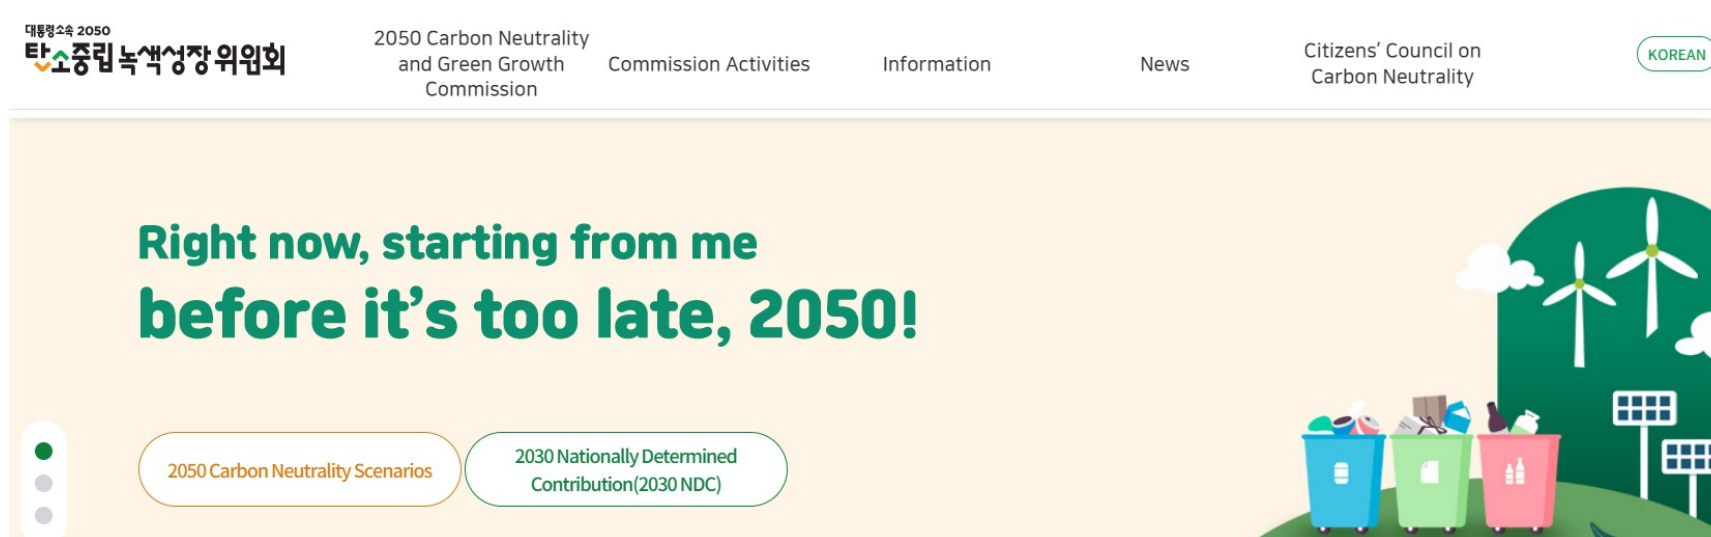 대통령소속 2050
탄소중립 녹색성장 위원회
2050 Carbon Neutrality
and Green Growth
Commission
Commission Activities
Information
News
Citizens’ Council on
Carbon Neutrality
KOREAN
Right now, starting from me
before it’s too late, 2050!
2050 Carbon Neutrality Scenarios
2030 Nationally Determined
Contribution(2030 NDC)